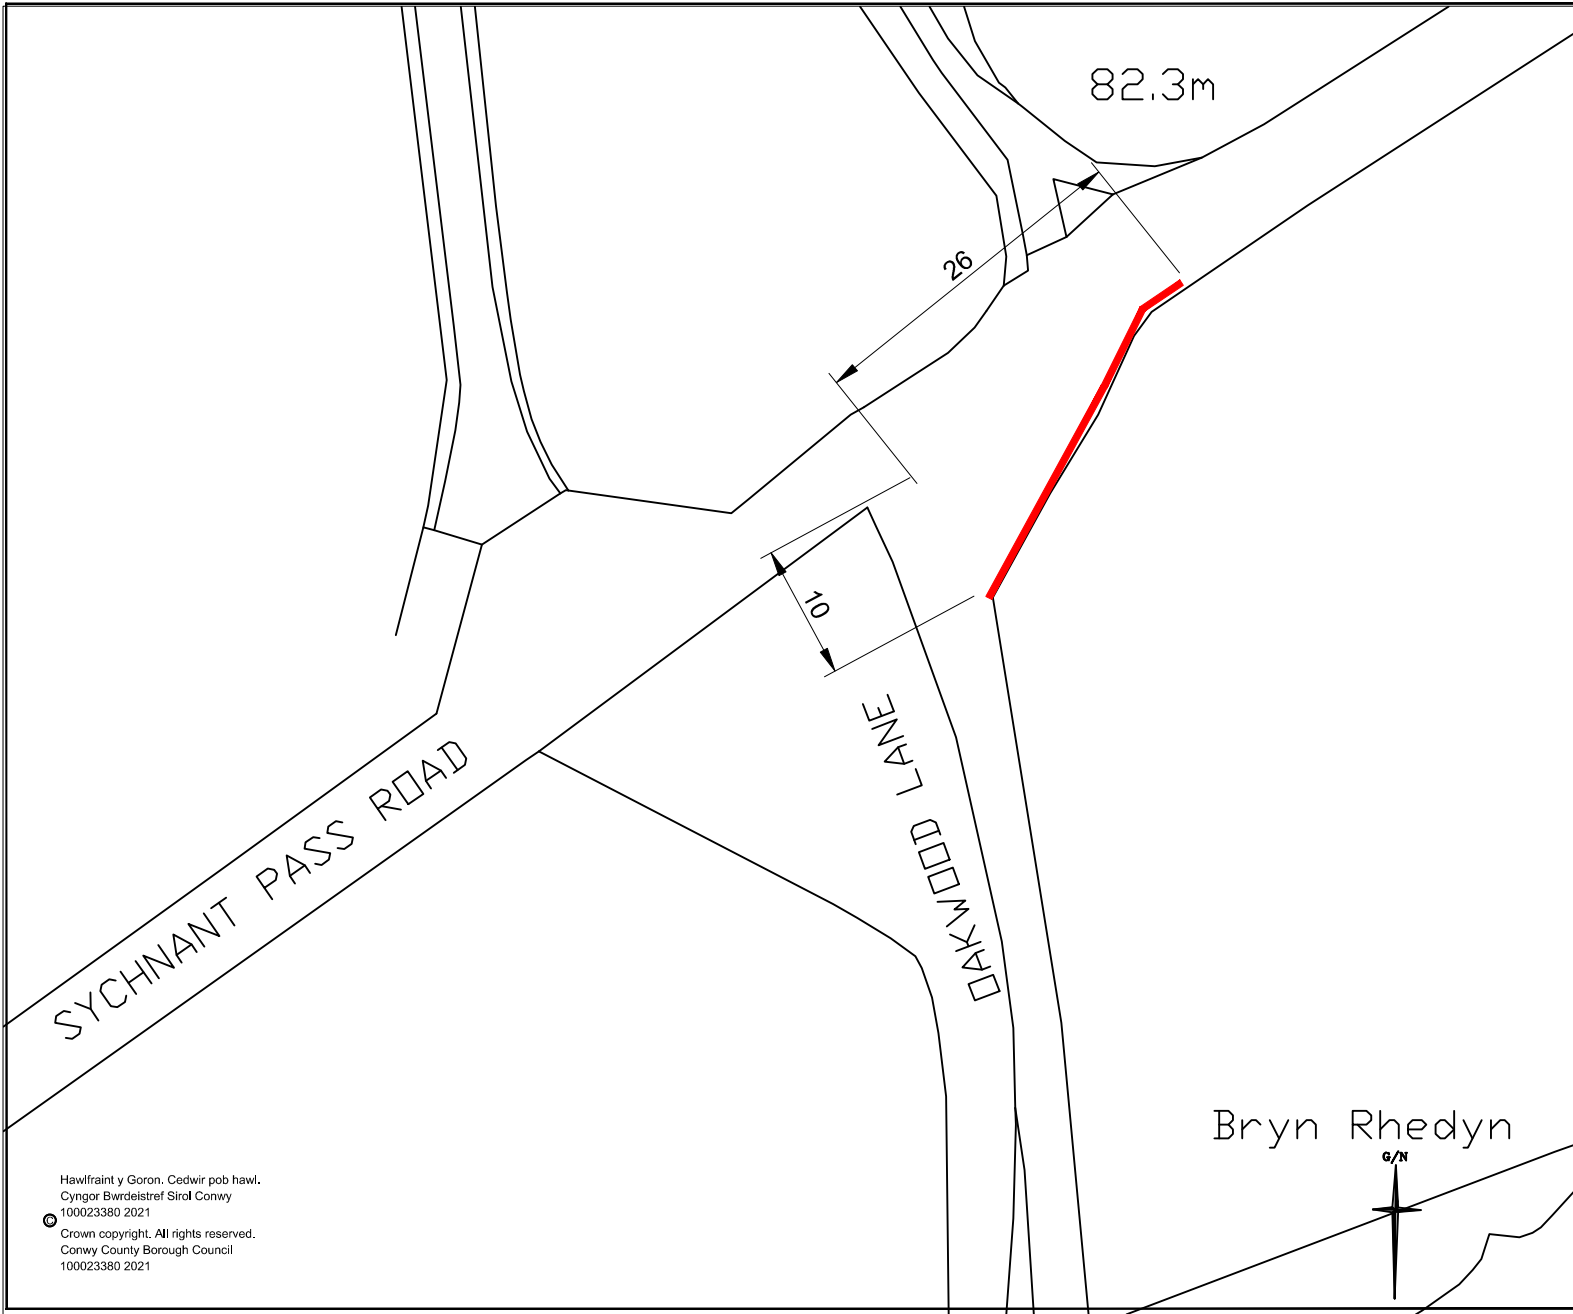 82.3m
26
10
OAKWOOD LANE
SYCHNANT PASS ROAD
Bryn Rhedyn
G/N
Hawlfraint y Goron. Cedwir pob hawl.
Cyngor Bwrdeistref Sirol Conwy
100023380 2021
©
Crown copyright. All rights reserved.
Conwy County Borough Council
100023380 2021